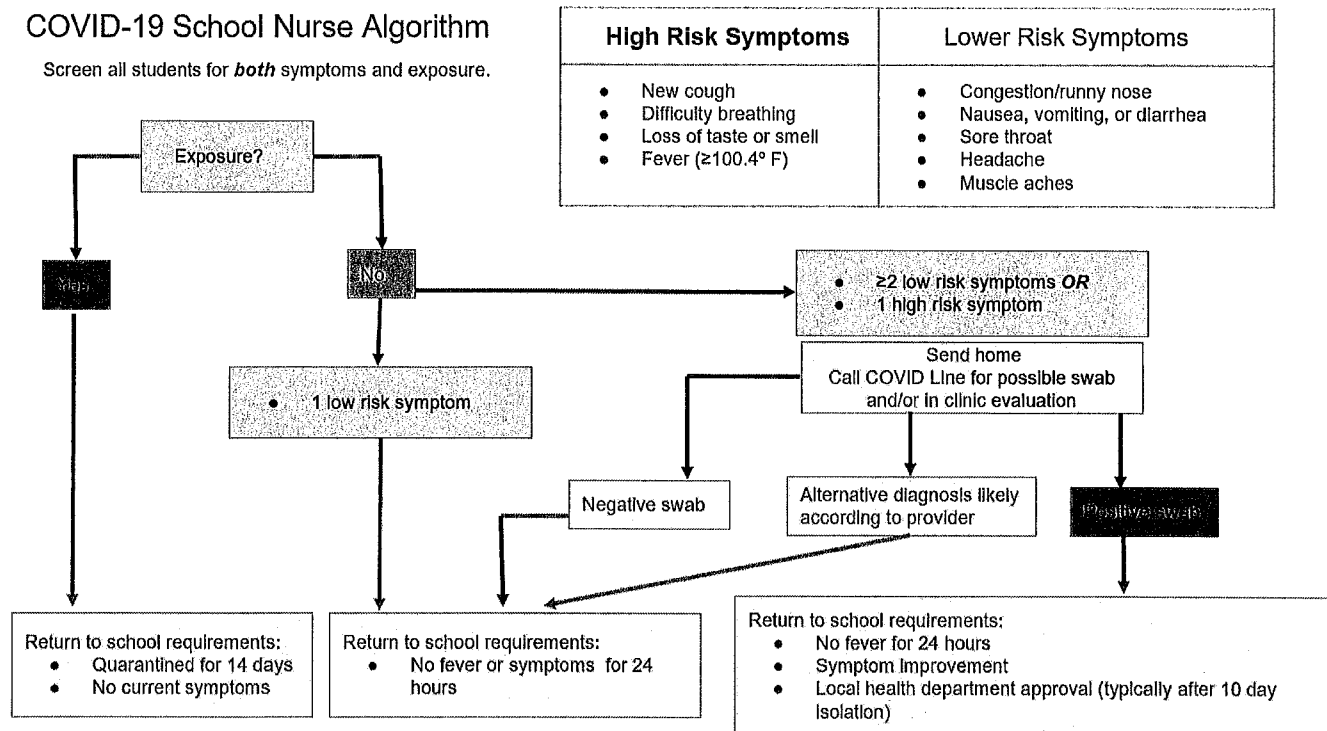 COVID-19 School Nurse Algorithm
Screen all students for both symptoms and exposure.
High Risk Symptoms
● New cough
● Difficulty breathing
● Loss of taste or smell
● Fever (≥100.4º F)
Lower Risk Symptoms
● Congestion/runny nose
● Nausea, vomiting, or diarrhea
● Sore throat
● Headache
● Muscle aches
Exposure?
Yes
No
● ≥2 low risk symptoms OR
● 1 high risk symptom
Send home
Call COVID Line for possible swab
and/or in clinic evaluation
● 1 low risk symptom
Negative swab
Alternative diagnosis likely
according to provider
Positive swab
Return to school requirements:
● Quarantined for 14 days
● No current symptoms
Return to school requirements:
● No fever or symptoms for 24
hours
Return to school requirements:
● No fever for 24 hours
● Symptom Improvement
● Local health department approval (typically after 10 day
isolation)